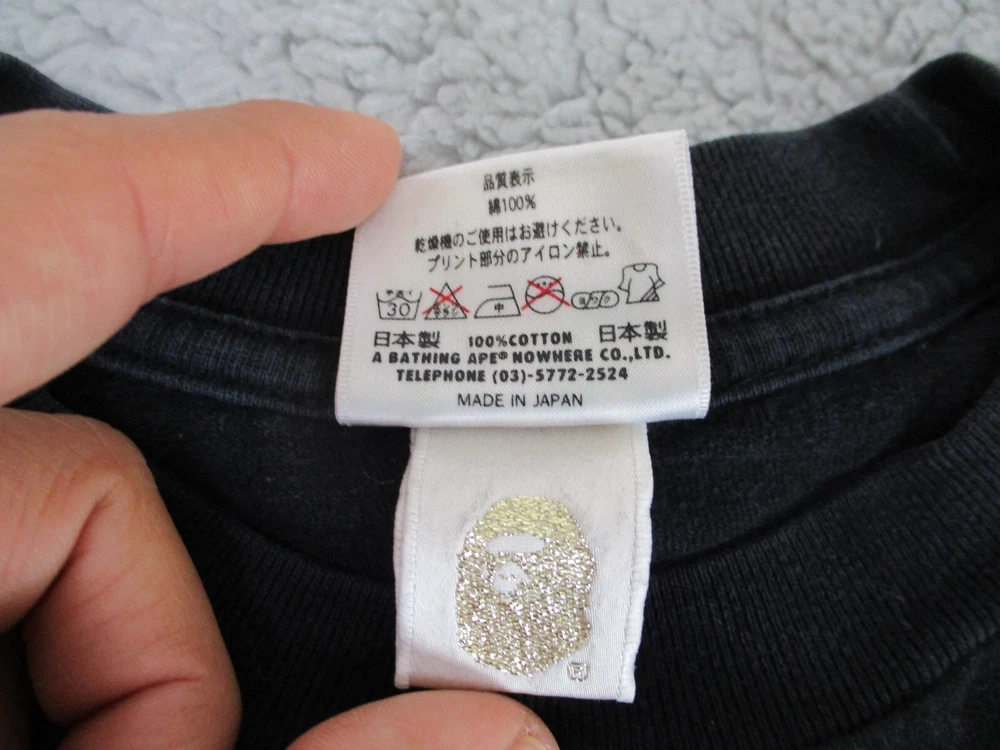 品質表示
綿100%
乾燥機のご使用はお避けください。
プリント部分のアイロン禁止。
30 中
日本製 100%COTTON 日本製
A BATHING APE® NOWHERE CO.,LTD.
TELEPHONE (03)-5772-2524
MADE IN JAPAN